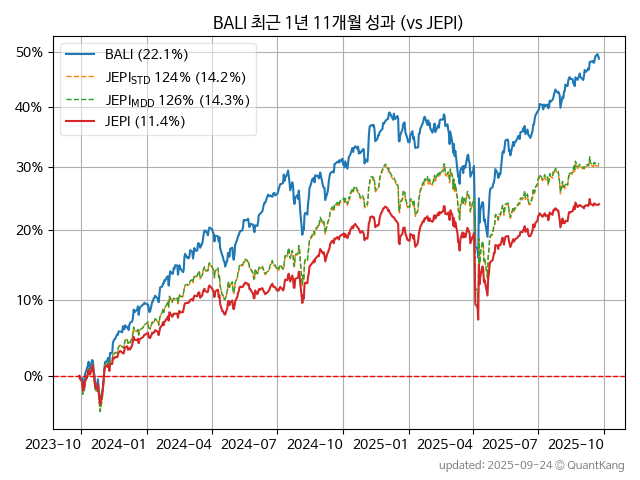 BALI 최근 1년 11개월 성과 (vs JEPI)
50%
40%
30%
20%
10%
0%
BALI (22.1%)
JEPI_STD 124% (14.2%)
JEPI_MDD 126% (14.3%)
JEPI (11.4%)
2023-10 2024-01 2024-04 2024-07 2024-10 2025-01 2025-04 2025-07 2025-10
updated: 2025-09-24 © QuantKang